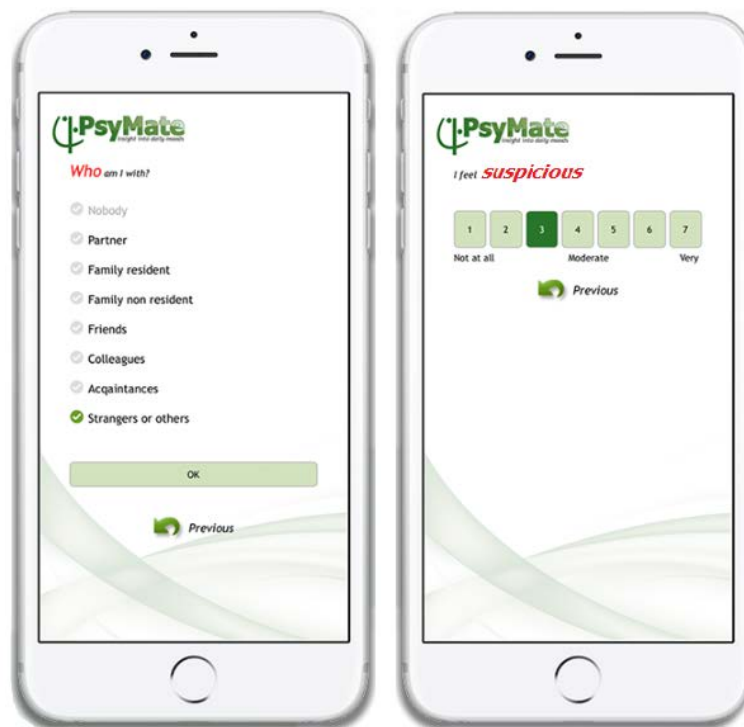 PsyMate
insight into daily moods
Who am I with?
Nobody
Partner
Family resident
Family non resident
Friends
Colleagues
Acqaintances
Strangers or others
OK
Previous
PsyMate
insight into daily moods
I feel suspicious
1 2 3 4 5 6 7
Not at all Moderate Very
Previous